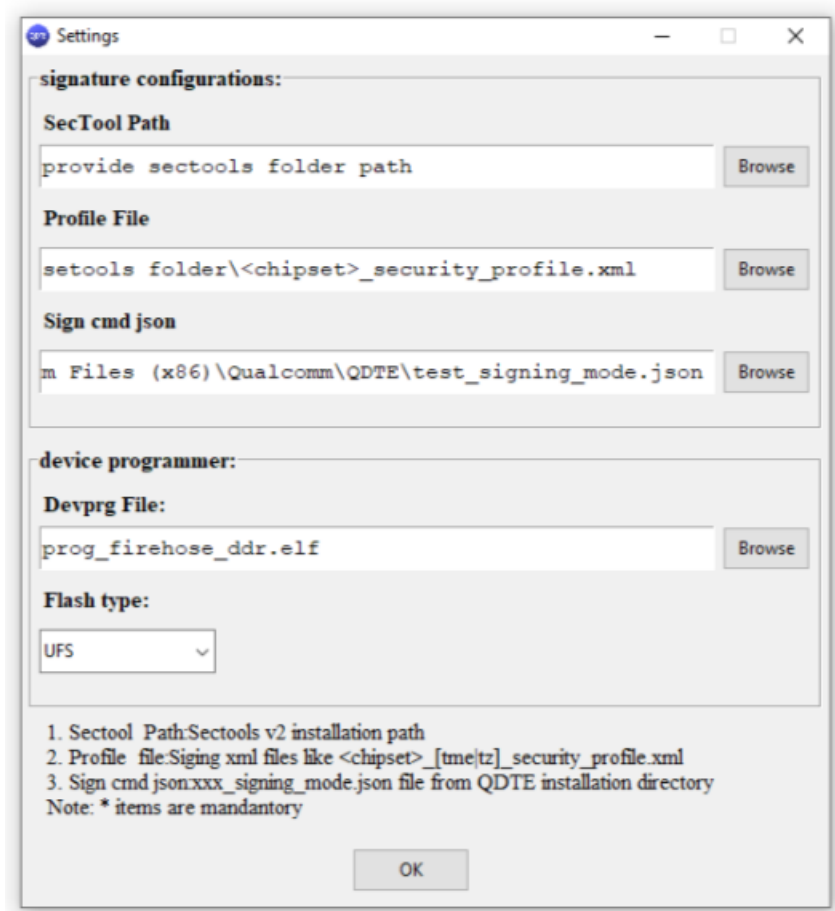 Settings
signature configurations:
SecTool Path
provide sectools folder path
Browse
Profile File
setools folder\<chipset>_security_profile.xml
Browse
Sign cmd json
m Files (x86)\Qualcomm\QDTE\test_signing_mode.json
Browse
device programmer:
Devprg File:
prog_firehose_ddr.elf
Browse
Flash type:
UFS
1. Sectool Path:Sectools v2 installation path
2. Profile file:Siging xml files like <chipset>_[tme|tz]_security_profile.xml
3. Sign cmd json:xxx_signing_mode.json file from QDTE installation directory
Note: * items are mandantory
OK